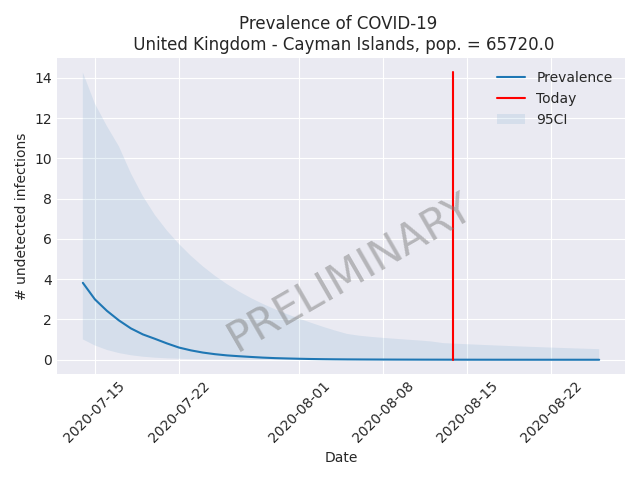 Prevalence of COVID-19
United Kingdom - Cayman Islands, pop. = 65720.0
14
12
10
8
6
4
2
0
# undetected infections
Prevalence
Today
95CI
PRELIMINARY
2020-07-15
2020-07-22
2020-08-01
2020-08-08
2020-08-15
2020-08-22
Date